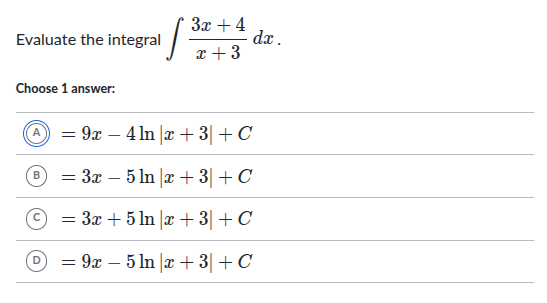 Evaluate the integral ∫ (3x + 4)/(x + 3) dx .
Choose 1 answer:
A = 9x − 4 ln |x + 3| + C
B = 3x − 5 ln |x + 3| + C
C = 3x + 5 ln |x + 3| + C
D = 9x − 5 ln |x + 3| + C